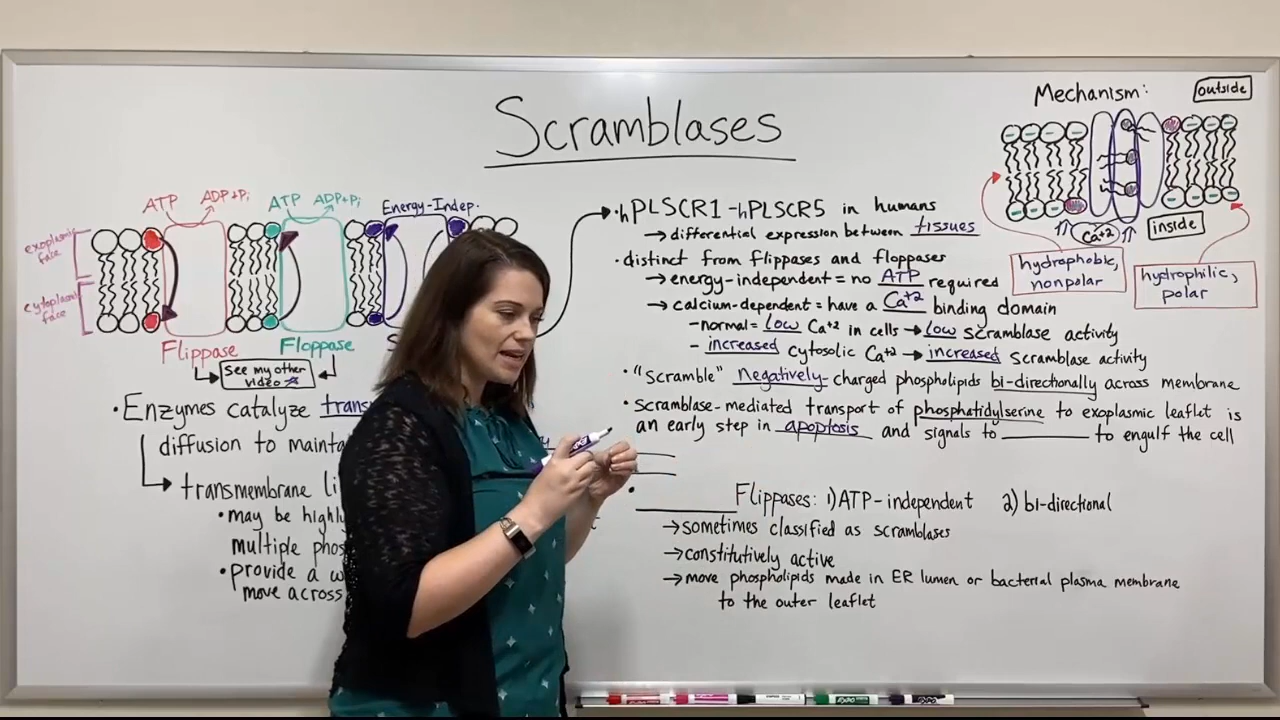 Scramblases
Mechanism:
outside
inside
Ca+2
hydrophobic,
nonpolar
hydrophilic,
polar
ATP
ADP+Pi
ATP
ADP+Pi
Energy-Indep.
exoplasmic
face
cytoplasmic
face
Flippase
Floppase
S
see my other
video
• Enzymes catalyze trans
diffusion to mainta
transmembrane li
• may be highly
multiple phos
• provide a w
move across
y
• hPLSCR1 - hPLSCR5 in humans
→ differential expression between tissues
• distinct from flippases and floppases
→ energy-independent = no ATP required
→ calcium-dependent = have a Ca+2 binding domain
- normal = low Ca+2 in cells → low scramblase activity
- increased cytosolic Ca+2 → increased scramblase activity
• "Scramble" negatively-charged phospholipids bi-directionally across membrane
• Scramblase-mediated transport of phosphatidylserine to exoplasmic leaflet is
an early step in apoptosis and signals to ________ to engulf the cell
• ________ Flippases: 1) ATP-independent 2) bi-directional
→ sometimes classified as scramblases
→ constitutively active
→ move phospholipids made in ER lumen or bacterial plasma membrane
to the outer leaflet
EXPO
EXPO